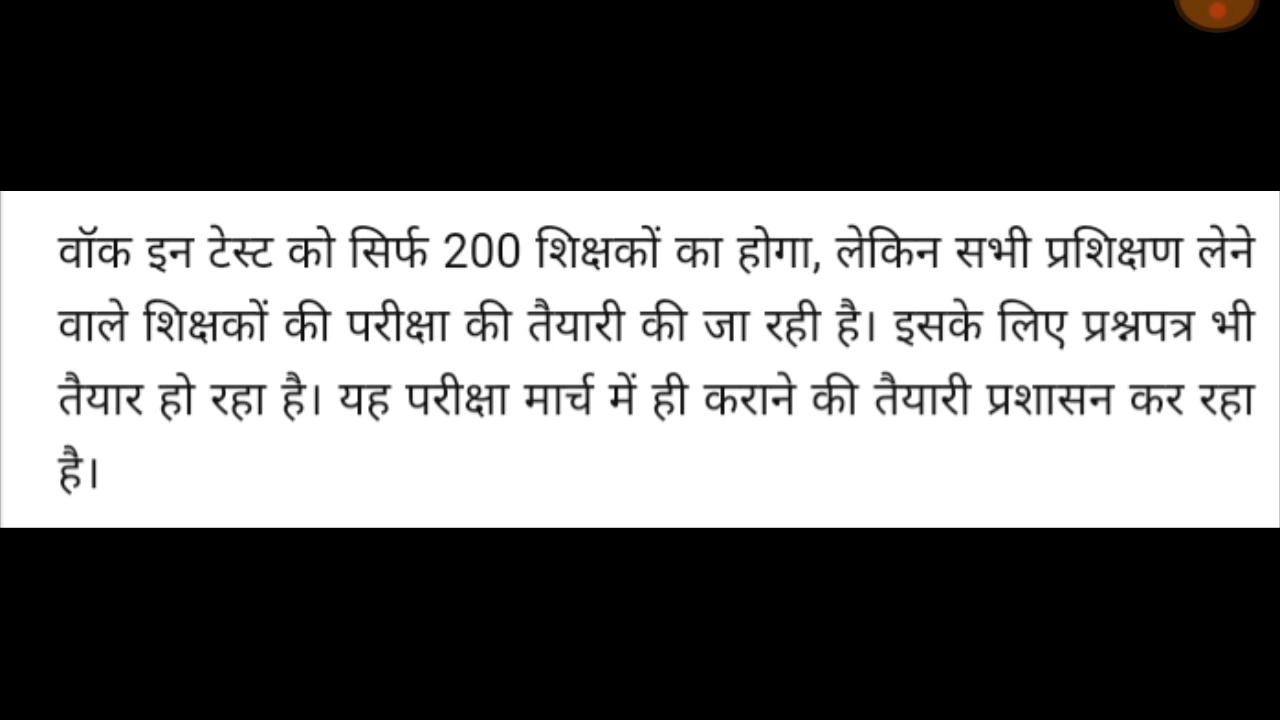 वॉक इन टेस्ट को सिर्फ 200 शिक्षकों का होगा, लेकिन सभी प्रशिक्षण लेने
वाले शिक्षकों की परीक्षा की तैयारी की जा रही है। इसके लिए प्रश्नपत्र भी
तैयार हो रहा है। यह परीक्षा मार्च में ही कराने की तैयारी प्रशासन कर रहा
है।